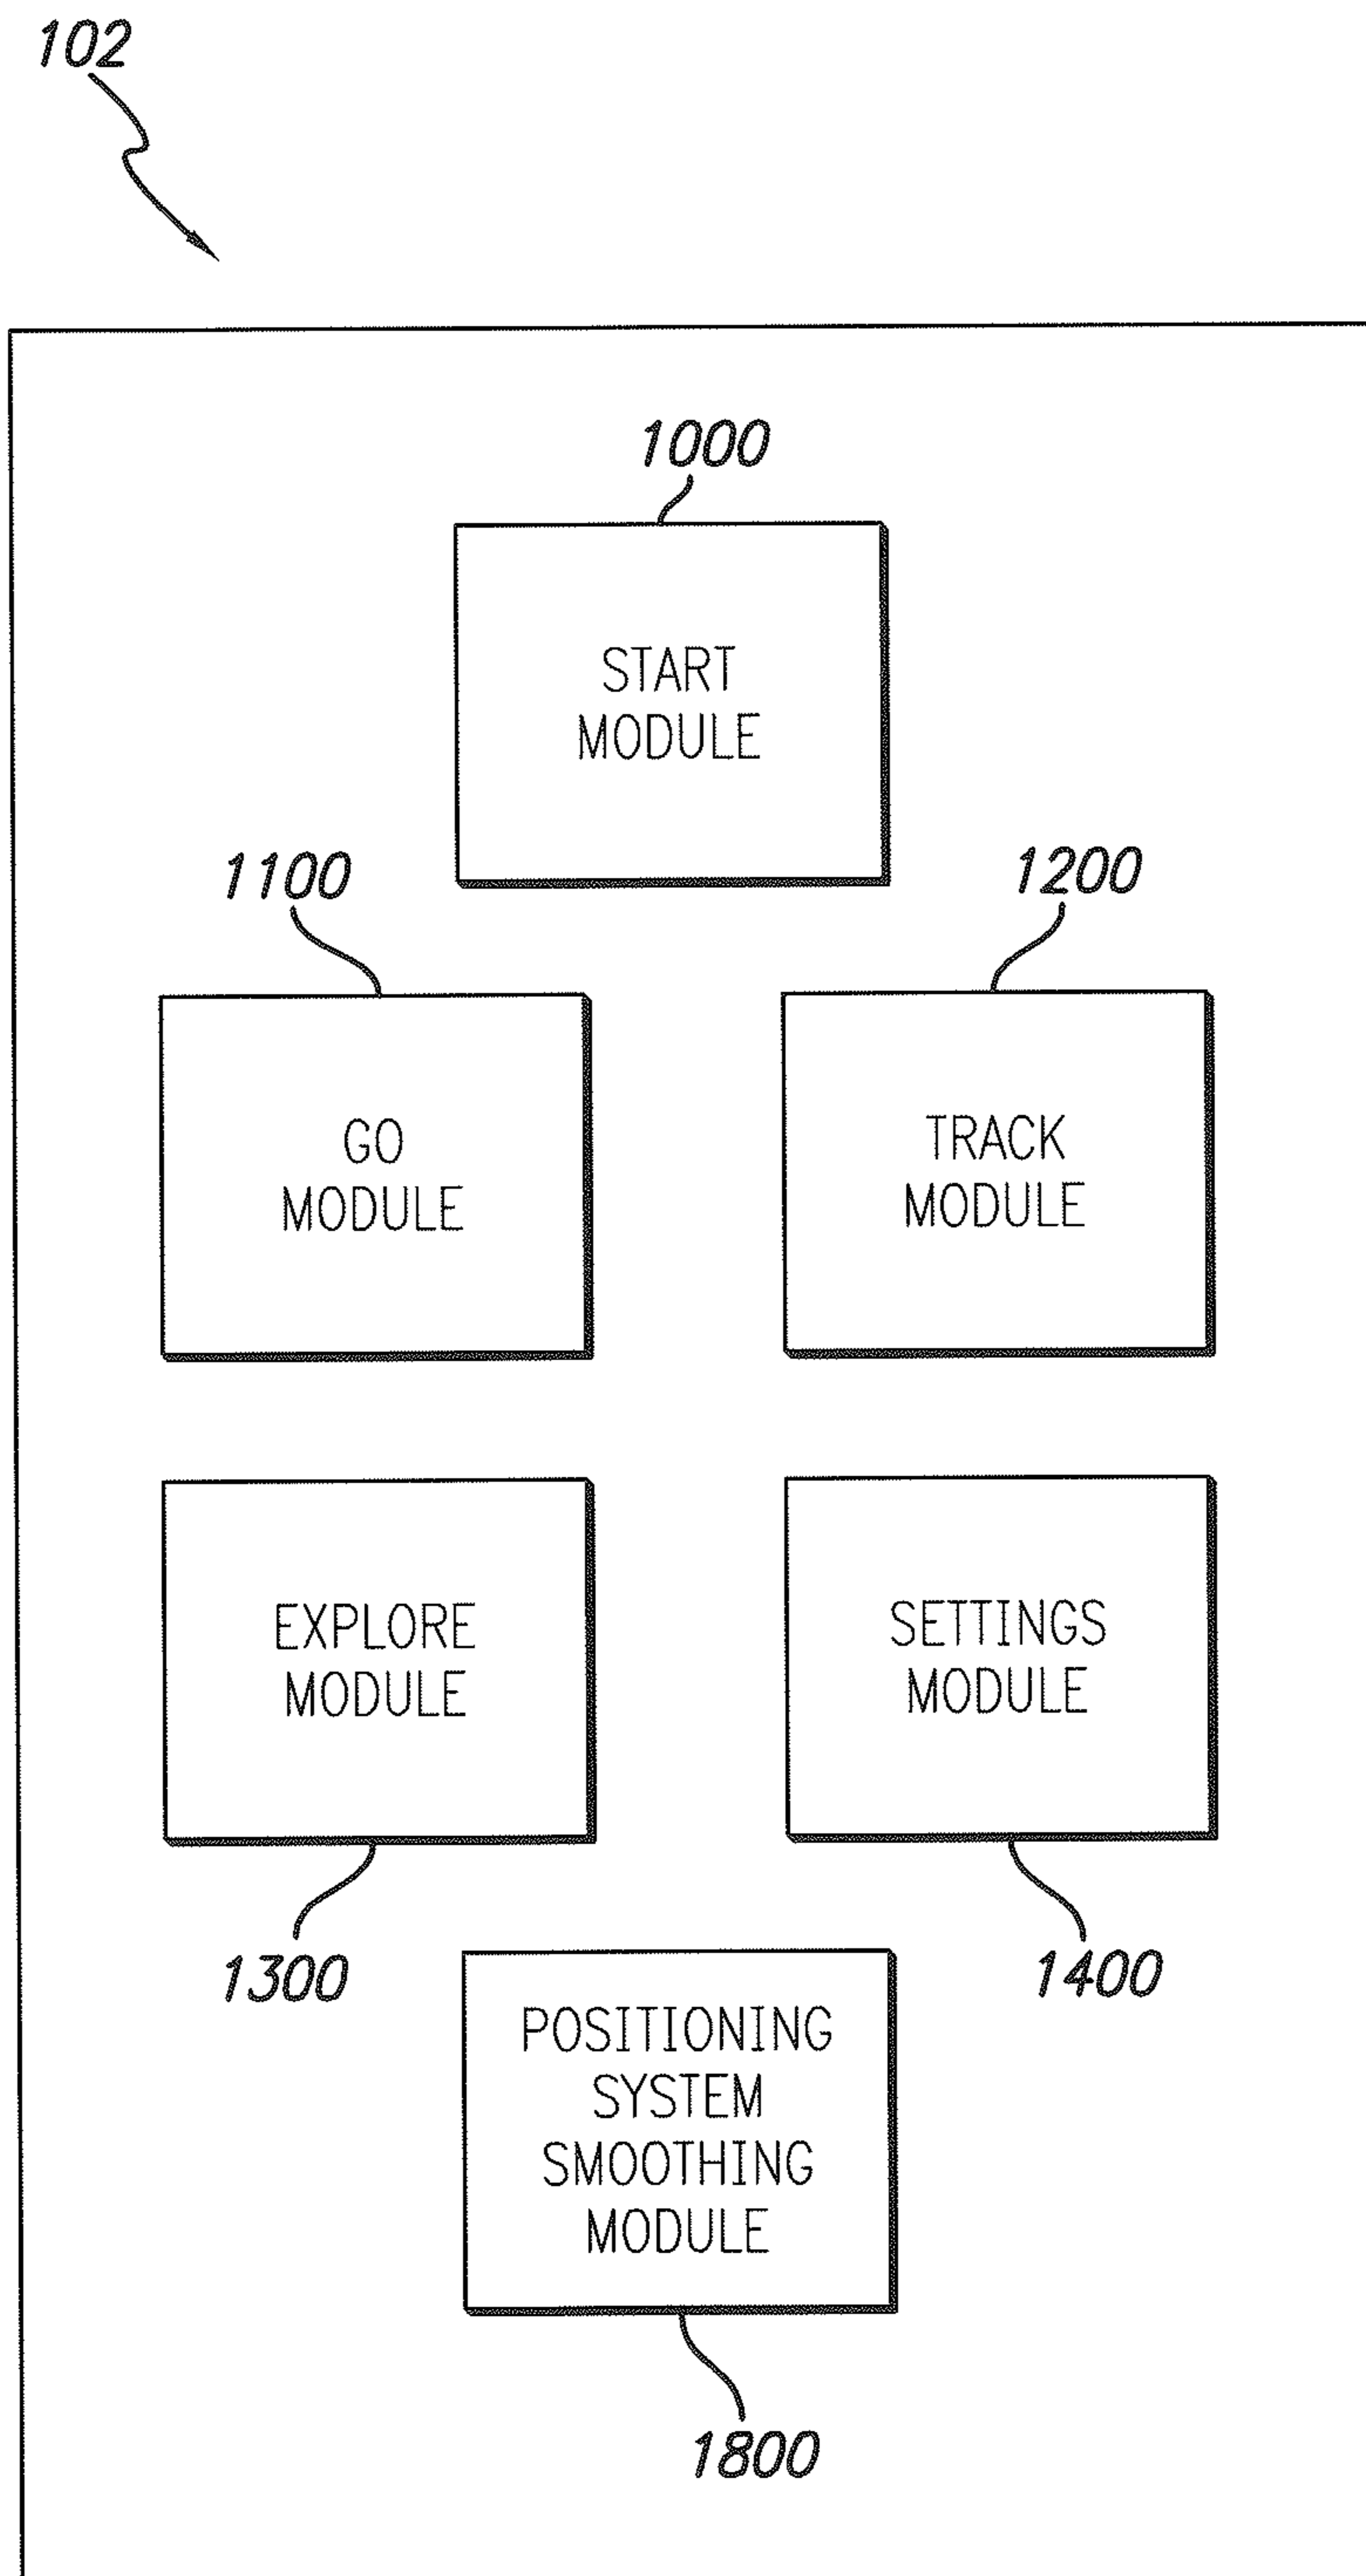 102
1000
START
MODULE
1100
1200
GO
MODULE
TRACK
MODULE
EXPLORE
MODULE
SETTINGS
MODULE
1300
1400
POSITIONING
SYSTEM
SMOOTHING
MODULE
1800